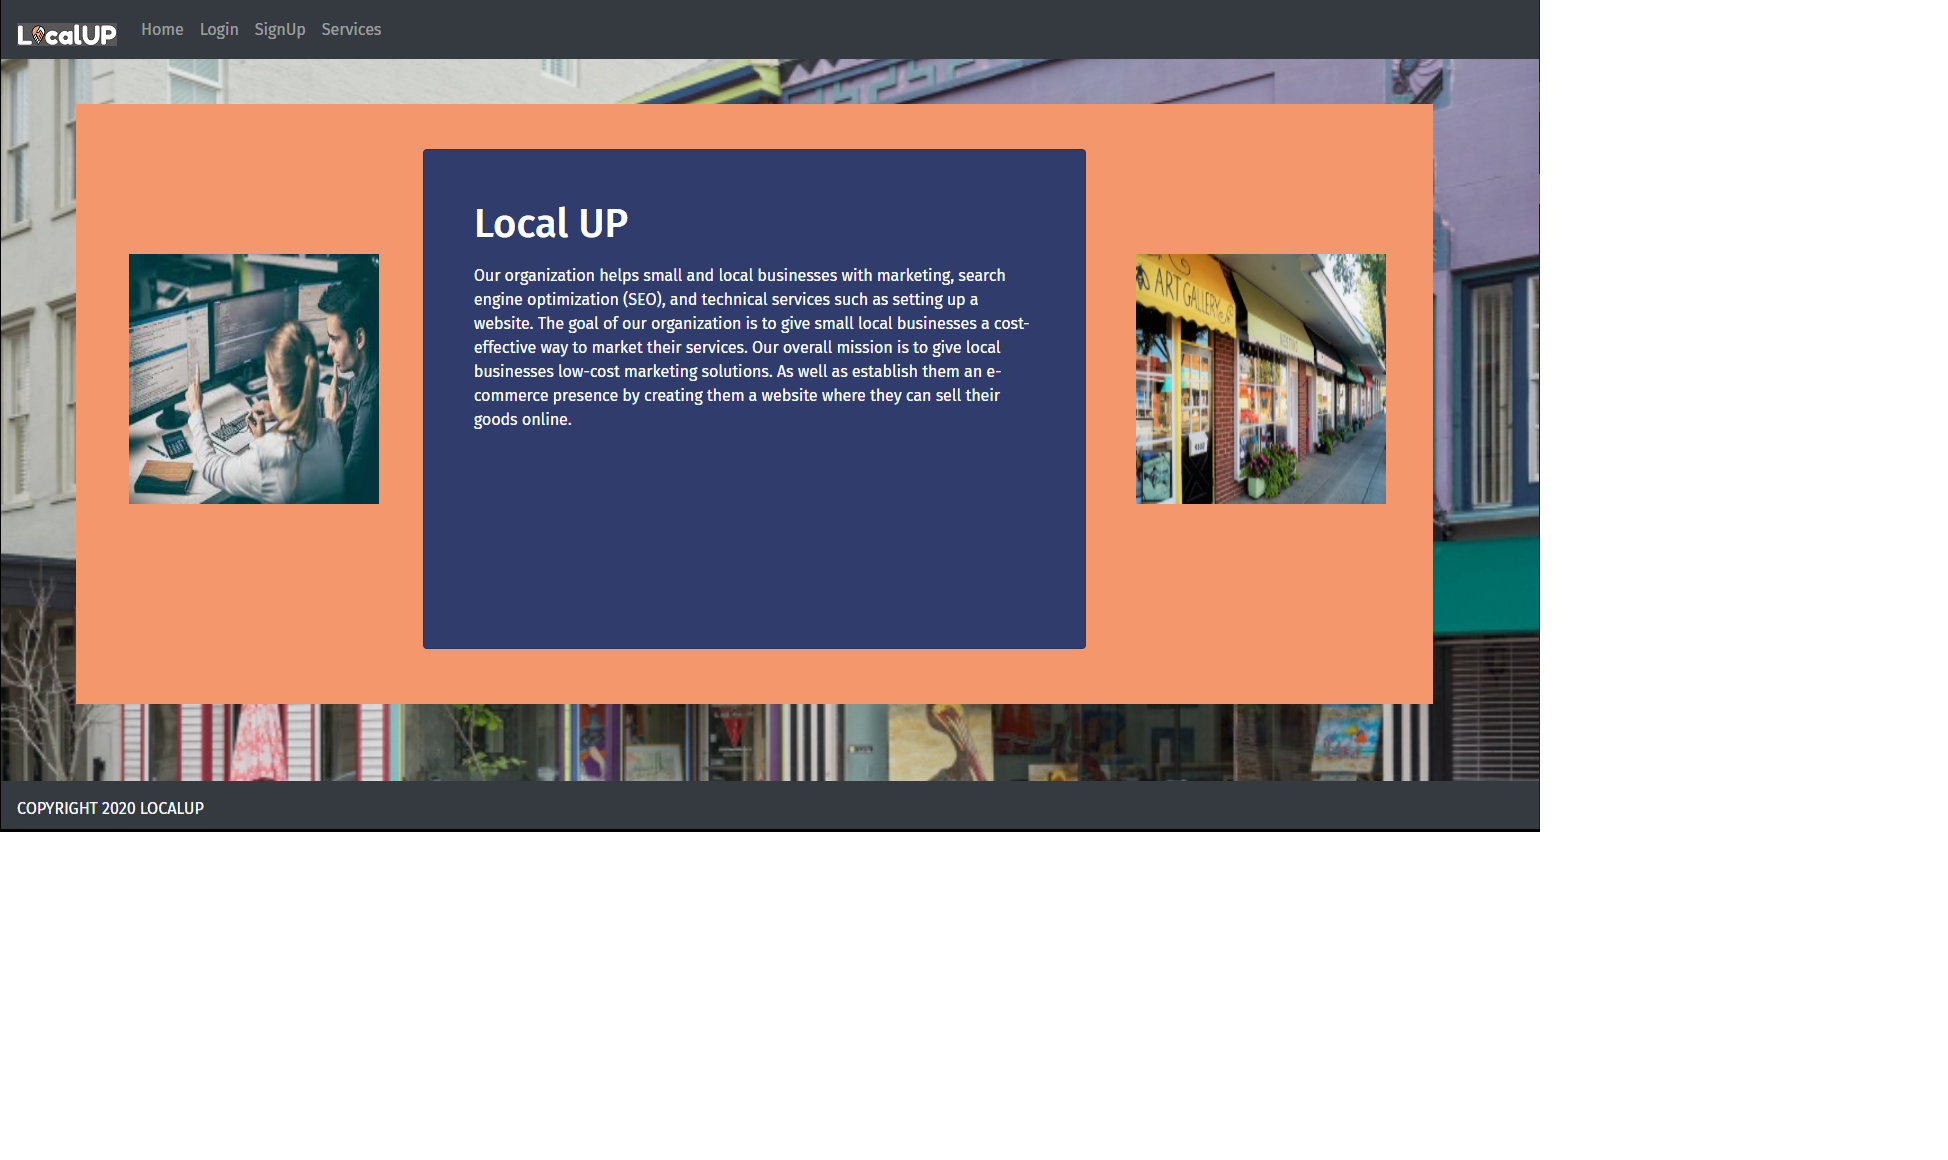 LocalUP Home Login SignUp Services
Local UP
Our organization helps small and local businesses with marketing, search
engine optimization (SEO), and technical services such as setting up a
website. The goal of our organization is to give small local businesses a cost-
effective way to market their services. Our overall mission is to give local
businesses low-cost marketing solutions. As well as establish them an e-
commerce presence by creating them a website where they can sell their
goods online.
ART GALLERY
COPYRIGHT 2020 LOCALUP